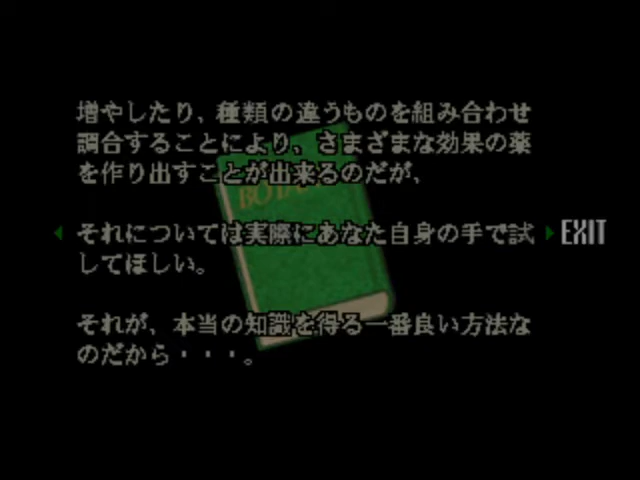 増やしたり、種類の違うものを組み合わせ
調合することにより、さまざまな効果の薬
を作り出すことが出来るのだが、
それについては実際にあなた自身の手で試
してほしい。
EXIT
それが、本当の知識を得る一番良い方法な
のだから・・・。